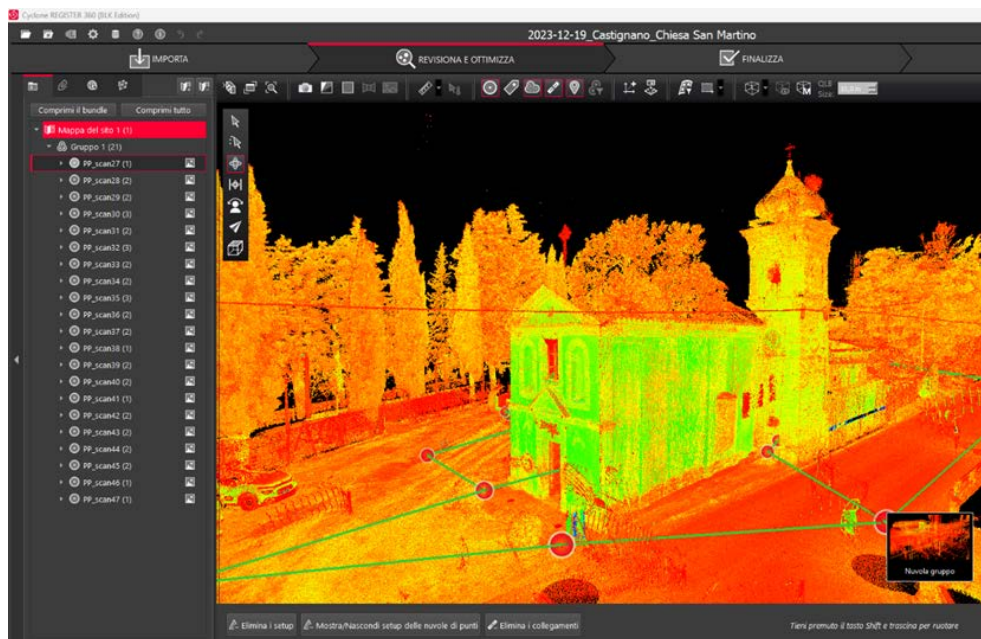 Cyclone REGISTER 360 (BLK Edition)
2023-12-19_Castignano_Chiesa San Martino
IMPORTA
REVISIONA E OTTIMIZZA
FINALIZZA
CLE
Size:
Comprimi il bundle
Comprimi tutto
Mappa del sito 1 (1)
Gruppo 1 (21)
PP_scan27 (1)
PP_scan28 (2)
PP_scan29 (2)
PP_scan30 (3)
PP_scan31 (2)
PP_scan32 (3)
PP_scan33 (2)
PP_scan34 (2)
PP_scan35 (3)
PP_scan36 (2)
PP_scan37 (2)
PP_scan38 (1)
PP_scan39 (2)
PP_scan40 (2)
PP_scan41 (1)
PP_scan42 (2)
PP_scan43 (2)
PP_scan44 (2)
PP_scan45 (2)
PP_scan46 (1)
PP_scan47 (1)
Nuvola gruppo
Elimina i setup
Mostra/Nascondi setup delle nuvole di punti
Elimina i collegamenti
Tieni premuto il tasto Shift e trascina per ruotare